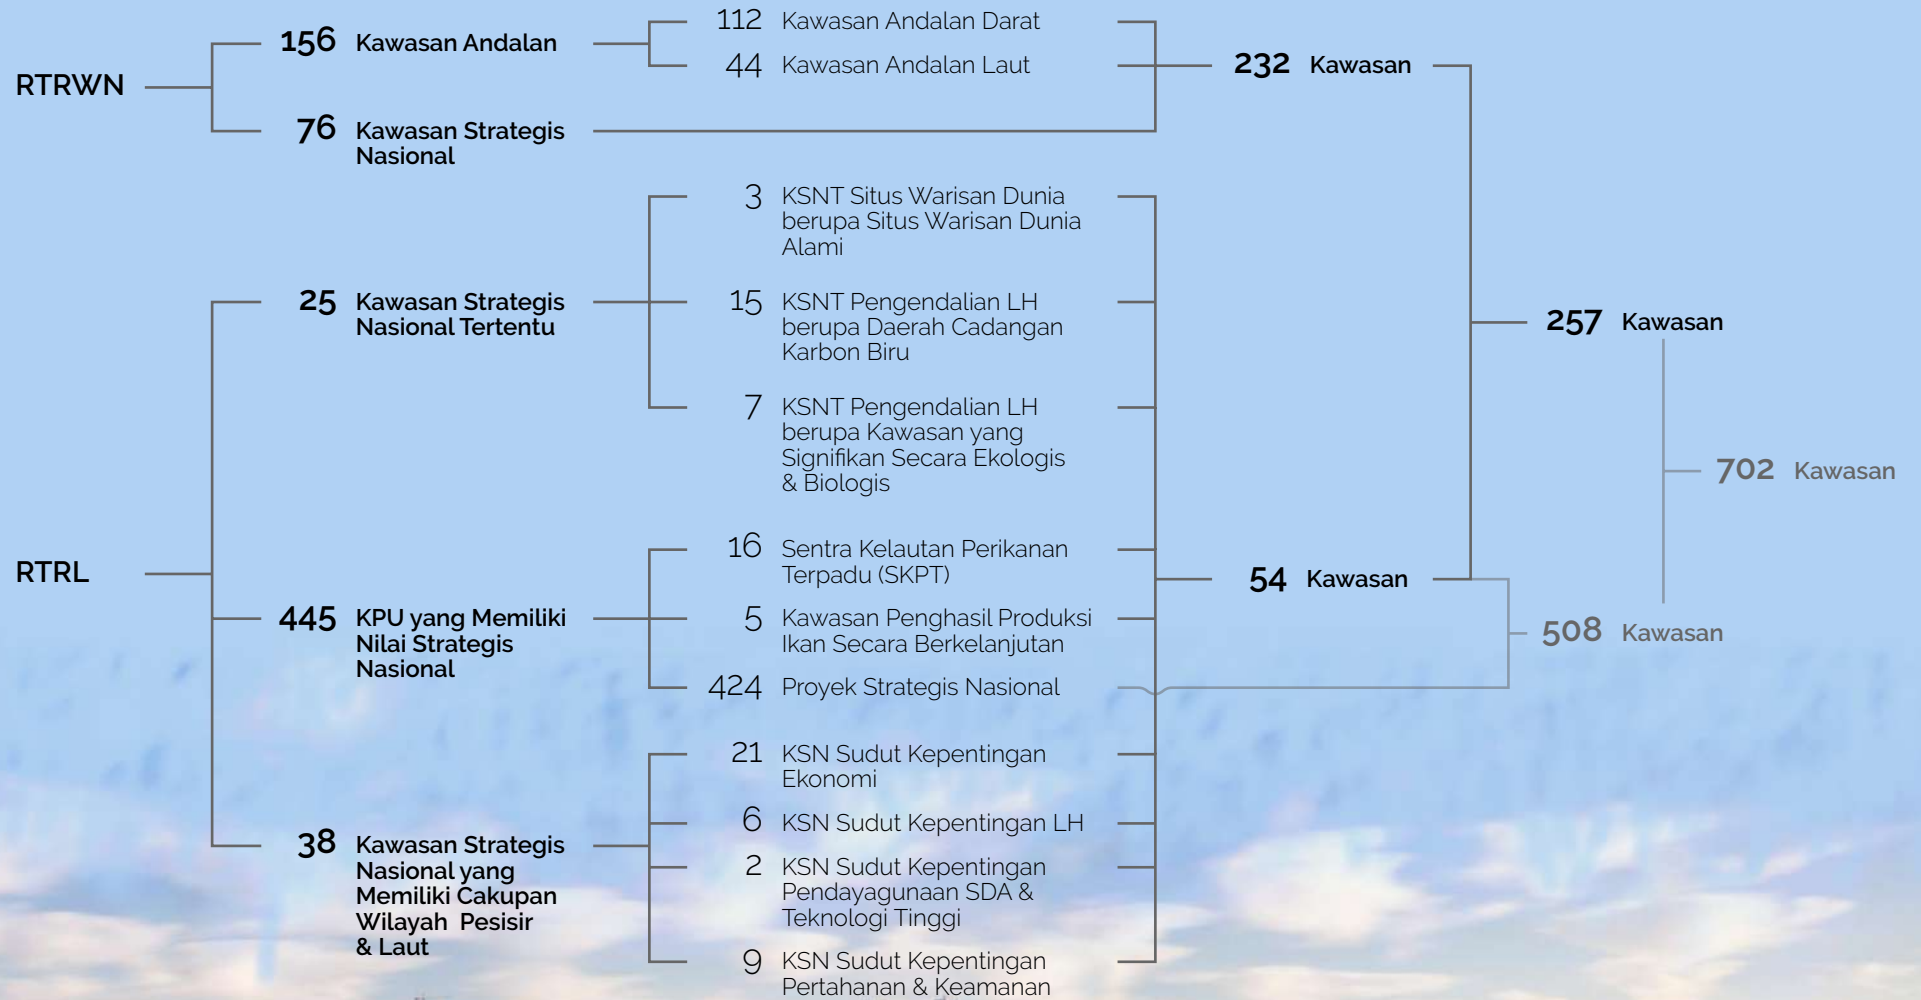 RTRWN
156 Kawasan Andalan
112 Kawasan Andalan Darat
44 Kawasan Andalan Laut
232 Kawasan
76 Kawasan Strategis
Nasional
3 KSNT Situs Warisan Dunia
berupa Situs Warisan Dunia
Alami
25 Kawasan Strategis
Nasional Tertentu
15 KSNT Pengendalian LH
berupa Daerah Cadangan
Karbon Biru
7 KSNT Pengendalian LH
berupa Kawasan yang
Signifikan Secara Ekologis
& Biologis
257 Kawasan
702 Kawasan
RTRL
16 Sentra Kelautan Perikanan
Terpadu (SKPT)
54 Kawasan
445 KPU yang Memiliki
Nilai Strategis
Nasional
5 Kawasan Penghasil Produksi
Ikan Secara Berkelanjutan
508 Kawasan
424 Proyek Strategis Nasional
21 KSN Sudut Kepentingan
Ekonomi
6 KSN Sudut Kepentingan LH
38 Kawasan Strategis
Nasional yang
Memiliki Cakupan
Wilayah Pesisir
& Laut
2 KSN Sudut Kepentingan
Pendayagunaan SDA &
Teknologi Tinggi
9 KSN Sudut Kepentingan
Pertahanan & Keamanan